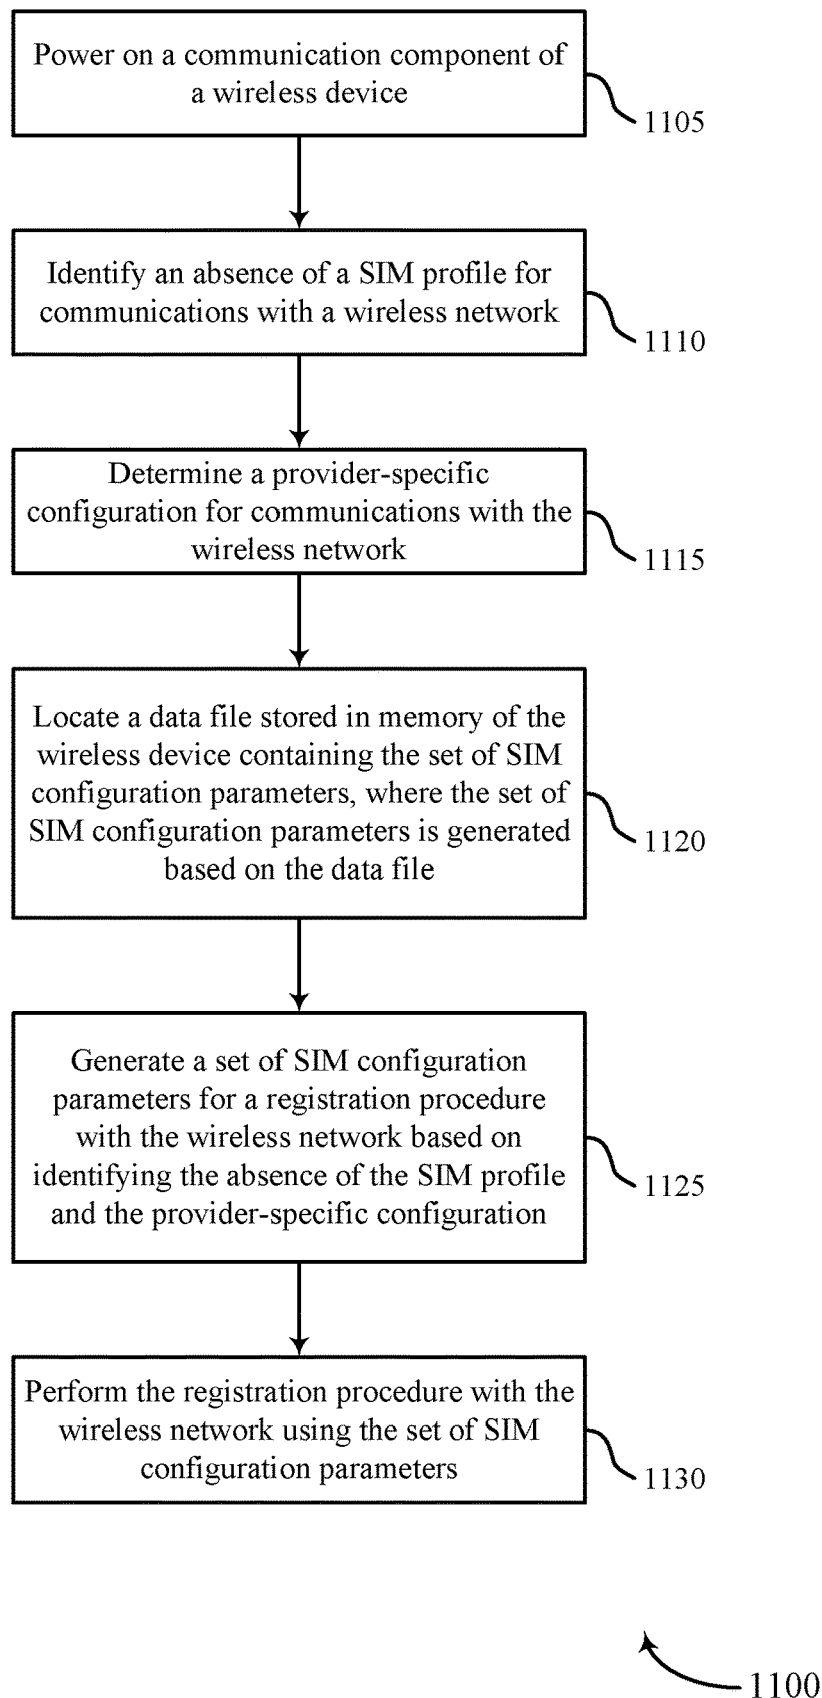 Power on a communication component of
a wireless device
1105
Identify an absence of a SIM profile for
communications with a wireless network
1110
Determine a provider-specific
configuration for communications with the
wireless network
1115
Locate a data file stored in memory of the
wireless device containing the set of SIM
configuration parameters, where the set of
SIM configuration parameters is generated
based on the data file
1120
Generate a set of SIM configuration
parameters for a registration procedure
with the wireless network based on
identifying the absence of the SIM profile
and the provider-specific configuration
1125
Perform the registration procedure with the
wireless network using the set of SIM
configuration parameters
1130
1100